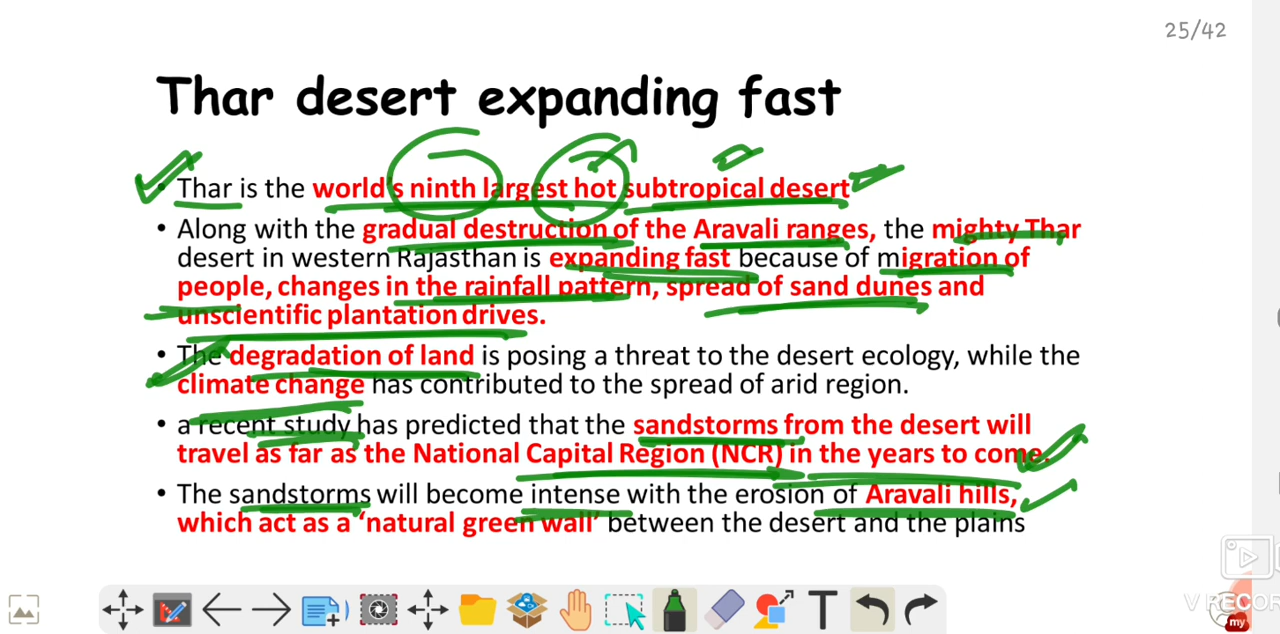 25/42
Thar desert expanding fast
• Thar is the world's ninth largest hot subtropical desert
• Along with the gradual destruction of the Aravali ranges, the mighty Thar
desert in western Rajasthan is expanding fast because of migration of
people, changes in the rainfall pattern, spread of sand dunes and
unscientific plantation drives.
• The degradation of land is posing a threat to the desert ecology, while the
climate change has contributed to the spread of arid region.
• a recent study has predicted that the sandstorms from the desert will
travel as far as the National Capital Region (NCR) in the years to come.
• The sandstorms will become intense with the erosion of Aravali hills,
which act as a ‘natural green wall’ between the desert and the plains
V RECOR
my
T